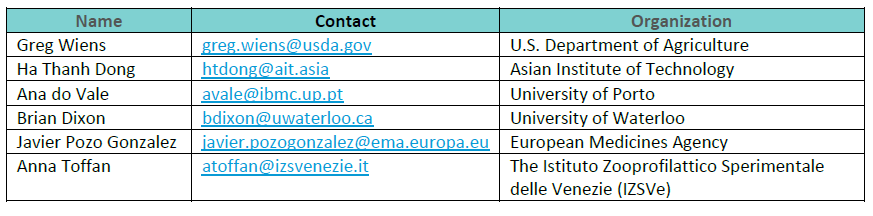 Name Contact Organization
Greg Wiens greg.wiens@usda.gov U.S. Department of Agriculture
Ha Thanh Dong htdong@ait.asia Asian Institute of Technology
Ana do Vale avale@ibmc.up.pt University of Porto
Brian Dixon bdixon@uwaterloo.ca University of Waterloo
Javier Pozo Gonzalez javier.pozogonzalez@ema.europa.eu European Medicines Agency
Anna Toffan atoffan@izsvenezie.it The Istituto Zooprofilattico Sperimentale
delle Venezie (IZSVe)